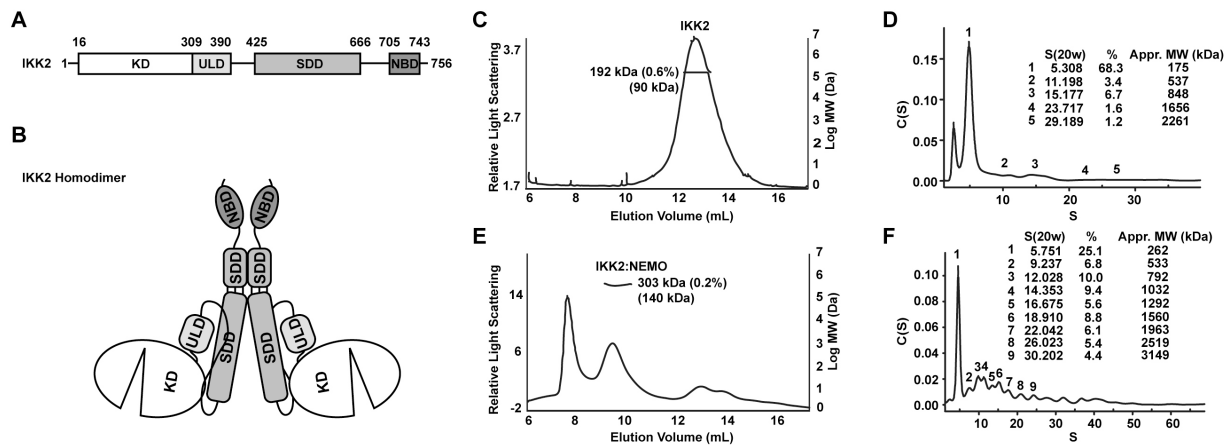 A
16 309 390 425 666 705 743
IKK2 1 KD ULD SDD NBD 756
B
IKK2 Homodimer
NBD NBD
SDD SDD
ULD SDD SDD ULD
KD KD
C
IKK2
Relative Light Scattering
3.7
2.7
1.7
192 kDa (0.6%)
(90 kDa)
Log MW (Da)
7
6
5
4
3
2
1
0
6 8 10 12 14 16
Elution Volume (mL)
D
S(20w) % Appr. MW (kDa)
1 5.308 68.3 175
2 11.198 3.4 537
3 15.177 6.7 848
4 23.717 1.6 1656
5 29.189 1.2 2261
C(S)
0.15
0.10
0.05
0.00
1
2 3 4 5
10 20 30
S
E
IKK2:NEMO
303 kDa (0.2%)
(140 kDa)
Relative Light Scattering
14
6
-2
Log MW (Da)
7
6
5
4
3
2
1
0
6 8 10 12 14 16
Elution Volume (mL)
F
S(20w) % Appr. MW (kDa)
1 5.751 25.1 262
2 9.237 6.8 533
3 12.028 10.0 792
4 14.353 9.4 1032
5 16.675 5.6 1292
6 18.910 8.8 1560
7 22.042 6.1 1963
8 26.023 5.4 2519
9 30.202 4.4 3149
C(S)
0.10
0.08
0.06
0.04
0.02
0.00
1
2 3 4 5 6 7 8 9
10 20 30 40 50 60
S